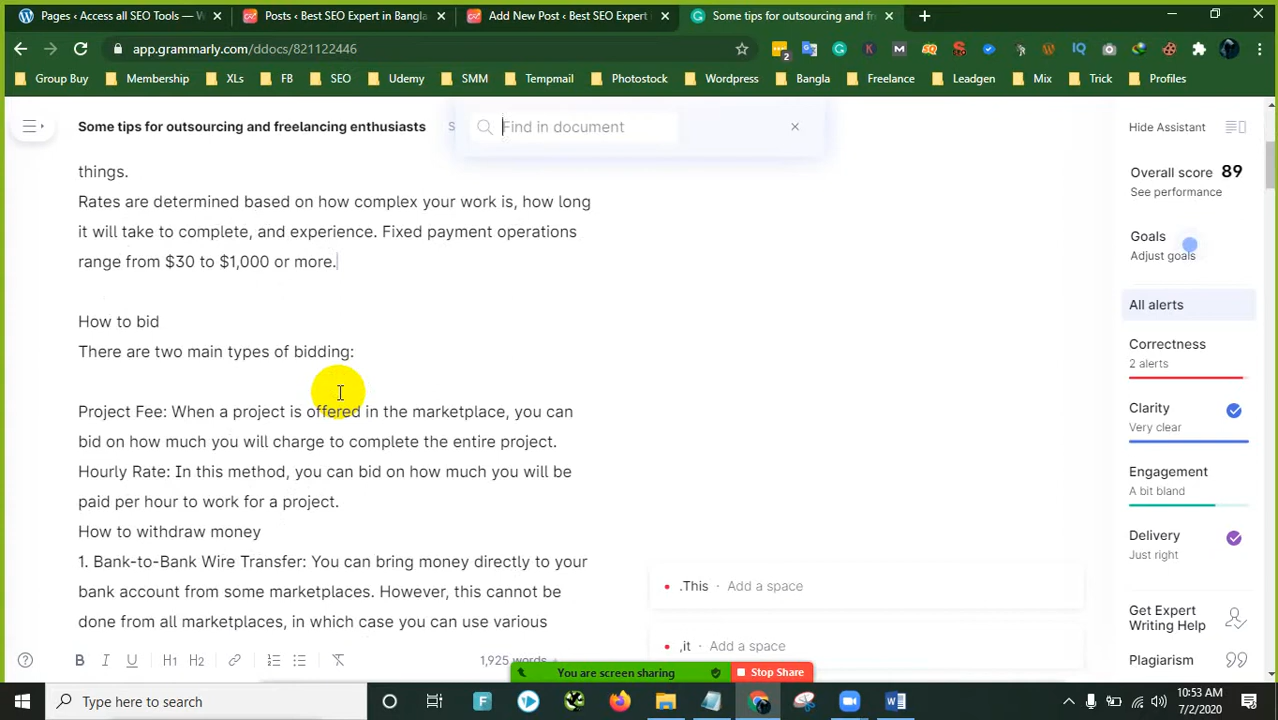 Pages ‹ Access all SEO Tools — W
Posts ‹ Best SEO Expert in Bangla
Add New Post ‹ Best SEO Expert
Some tips for outsourcing and fr
app.grammarly.com/ddocs/821122446
Group Buy
Membership
XLs
FB
SEO
Udemy
SMM
Tempmail
Photostock
Wordpress
Bangla
Freelance
Leadgen
Mix
Trick
Profiles
Some tips for outsourcing and freelancing enthusiasts
S
Find in document
Hide Assistant
things.
Rates are determined based on how complex your work is, how long
it will take to complete, and experience. Fixed payment operations
range from $30 to $1,000 or more.
How to bid
There are two main types of bidding:
Project Fee: When a project is offered in the marketplace, you can
bid on how much you will charge to complete the entire project.
Hourly Rate: In this method, you can bid on how much you will be
paid per hour to work for a project.
How to withdraw money
1. Bank-to-Bank Wire Transfer: You can bring money directly to your
bank account from some marketplaces. However, this cannot be
done from all marketplaces, in which case you can use various
.This · Add a space
,it · Add a space
Overall score 89
See performance
Goals
Adjust goals
All alerts
Correctness
2 alerts
Clarity
Very clear
Engagement
A bit bland
Delivery
Just right
Get Expert
Writing Help
Plagiarism
B I U H1 H2
1,925 words
You are screen sharing
Stop Share
Type here to search
10:53 AM
7/2/2020